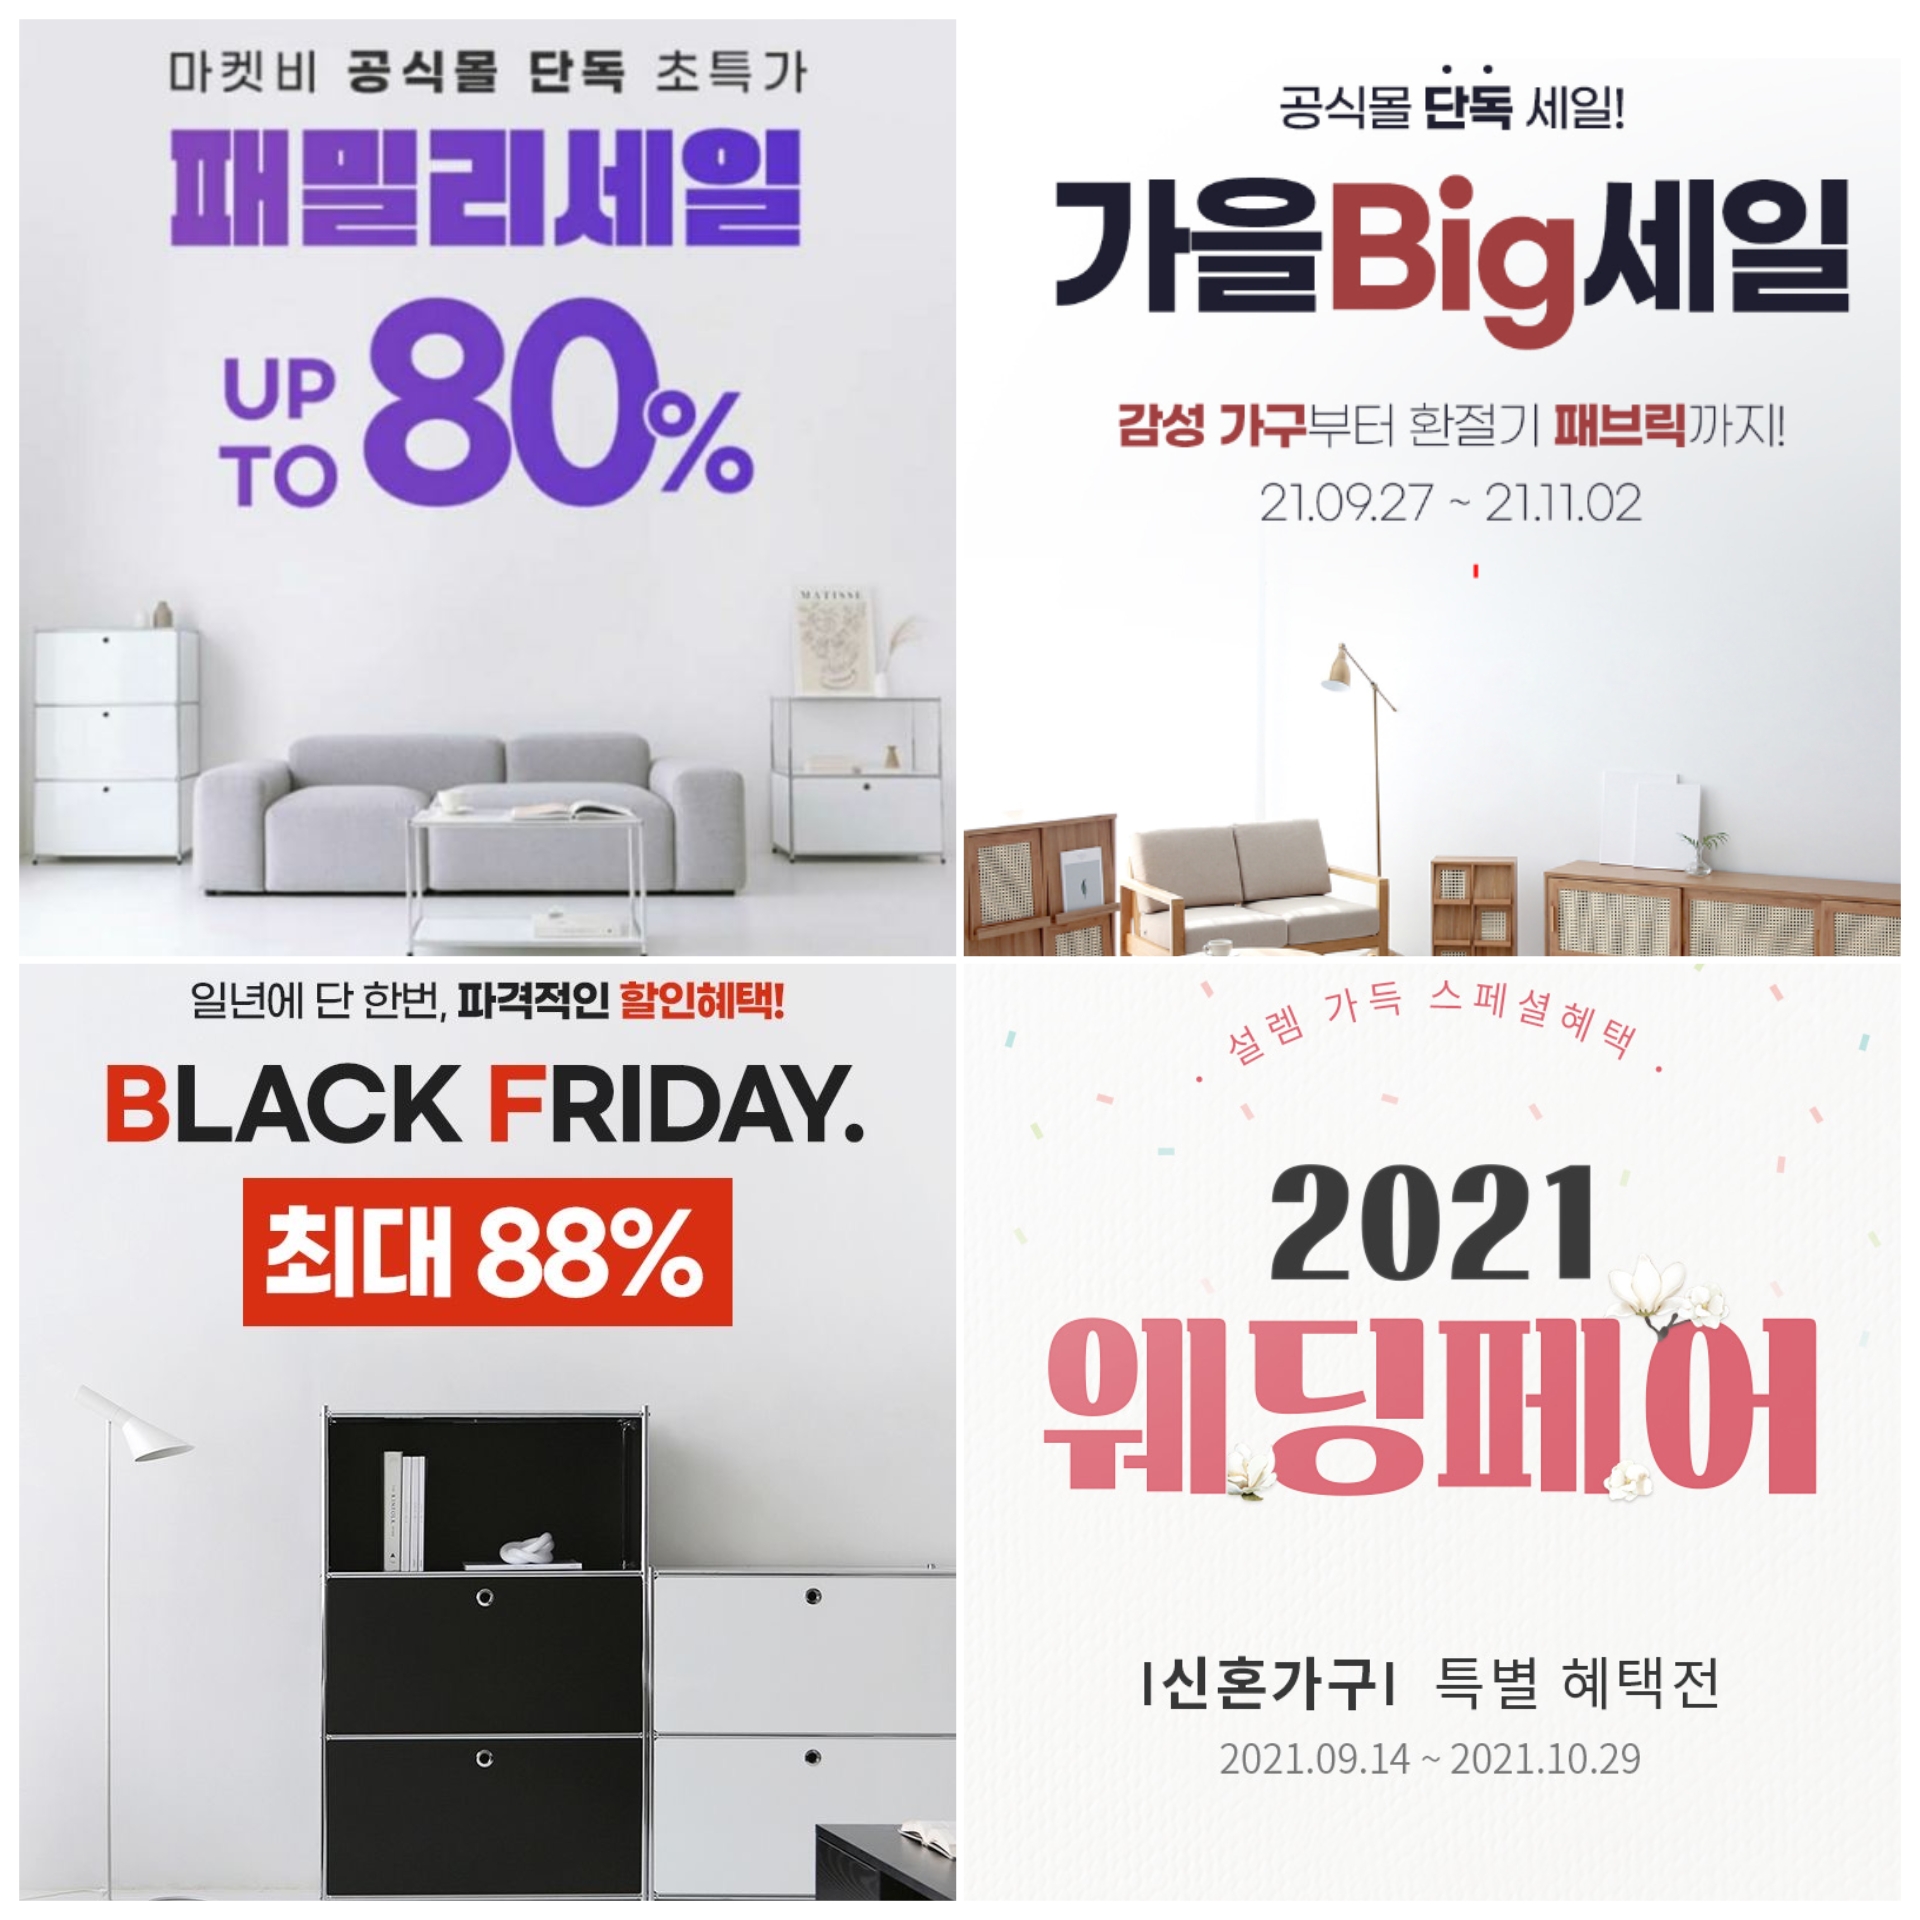 마켓비 공식몰 단독 초특가
패밀리세일
UP TO 80%
MATISSE
공식몰 단독 세일!
가을Big세일
감성 가구부터 환절기 패브릭까지!
21.09.27 ~ 21.11.02
일년에 단 한번, 파격적인 할인혜택!
BLACK FRIDAY.
최대 88%
· 설렘 가득 스페셜혜택 ·
2021
웨딩페어
I신혼가구I 특별 혜택전
2021.09.14 ~ 2021.10.29